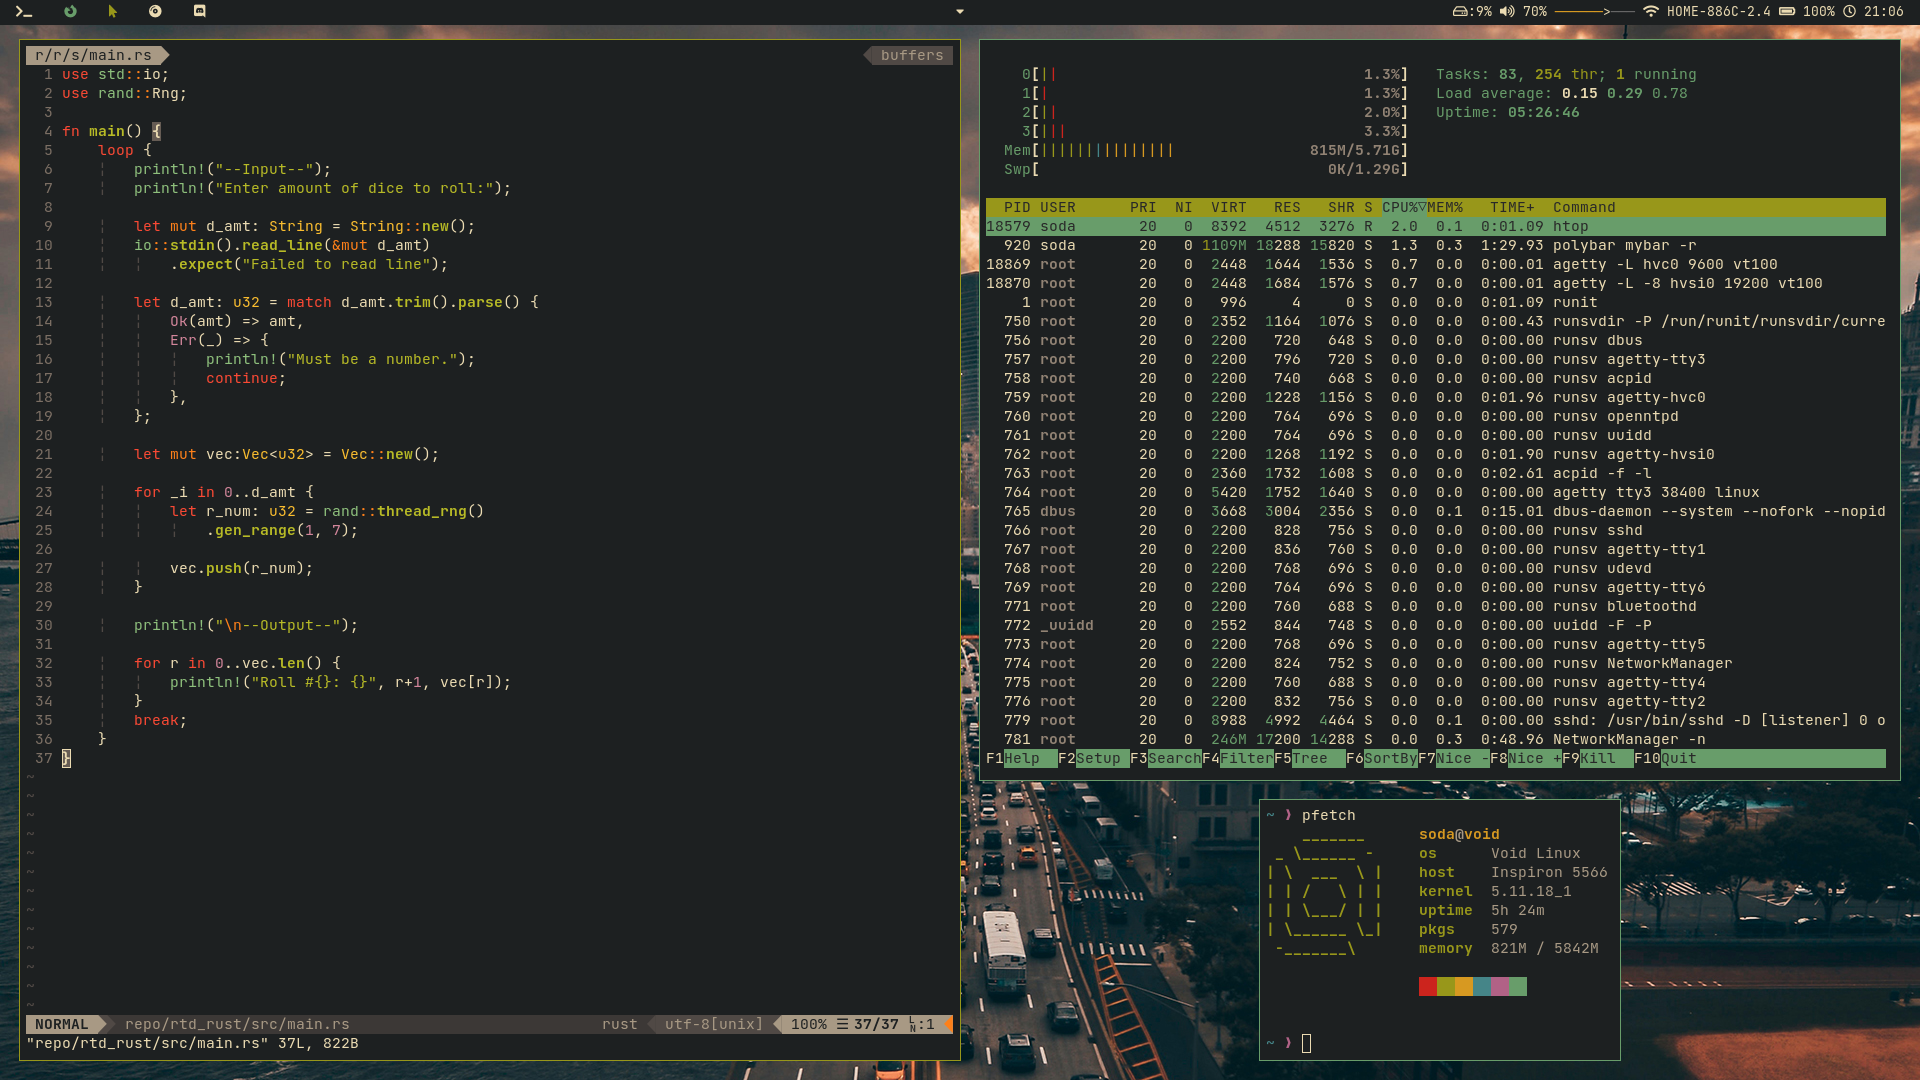 :9% 70% HOME-886C-2.4 100% 21:06
r/r/s/main.rs buffers
1 use std::io;
2 use rand::Rng;
3
4 fn main() {
5 loop {
6 println!("--Input--");
7 println!("Enter amount of dice to roll:");
8
9 let mut d_amt: String = String::new();
10 io::stdin().read_line(&mut d_amt)
11 .expect("Failed to read line");
12
13 let d_amt: u32 = match d_amt.trim().parse() {
14 Ok(amt) => amt,
15 Err(_) => {
16 println!("Must be a number.");
17 continue;
18 },
19 };
20
21 let mut vec:Vec<u32> = Vec::new();
22
23 for _i in 0..d_amt {
24 let r_num: u32 = rand::thread_rng()
25 .gen_range(1, 7);
26
27 vec.push(r_num);
28 }
29
30 println!("\n--Output--");
31
32 for r in 0..vec.len() {
33 println!("Roll #{}: {}", r+1, vec[r]);
34 }
35 break;
36 }
37 }
NORMAL repo/rtd_rust/src/main.rs rust utf-8[unix] 100% ☰ 37/37 LN:1
"repo/rtd_rust/src/main.rs" 37L, 822B
0[|| 1.3%] Tasks: 83, 254 thr; 1 running
1[| 1.3%] Load average: 0.15 0.29 0.78
2[|| 2.0%] Uptime: 05:26:46
3[||| 3.3%]
Mem[||||||||||||||| 815M/5.71G]
Swp[ 0K/1.29G]
PID USER PRI NI VIRT RES SHR S CPU%▽MEM% TIME+ Command
18579 soda 20 0 8392 4512 3276 R 2.0 0.1 0:01.09 htop
920 soda 20 0 1109M 18288 15820 S 1.3 0.3 1:29.93 polybar mybar -r
18869 root 20 0 2448 1644 1536 S 0.7 0.0 0:00.01 agetty -L hvc0 9600 vt100
18870 root 20 0 2448 1684 1576 S 0.7 0.0 0:00.01 agetty -L -8 hvsi0 19200 vt100
1 root 20 0 996 4 0 S 0.0 0.0 0:01.09 runit
750 root 20 0 2352 1164 1076 S 0.0 0.0 0:00.43 runsvdir -P /run/runit/runsvdir/curre
756 root 20 0 2200 720 648 S 0.0 0.0 0:00.00 runsv dbus
757 root 20 0 2200 796 720 S 0.0 0.0 0:00.00 runsv agetty-tty3
758 root 20 0 2200 740 668 S 0.0 0.0 0:00.00 runsv acpid
759 root 20 0 2200 1228 1156 S 0.0 0.0 0:01.96 runsv agetty-hvc0
760 root 20 0 2200 764 696 S 0.0 0.0 0:00.00 runsv openntpd
761 root 20 0 2200 764 696 S 0.0 0.0 0:00.00 runsv uuidd
762 root 20 0 2200 1268 1192 S 0.0 0.0 0:01.90 runsv agetty-hvsi0
763 root 20 0 2360 1732 1608 S 0.0 0.0 0:02.61 acpid -f -l
764 root 20 0 5420 1752 1640 S 0.0 0.0 0:00.00 agetty tty3 38400 linux
765 dbus 20 0 3668 3004 2356 S 0.0 0.1 0:15.01 dbus-daemon --system --nofork --nopid
766 root 20 0 2200 828 756 S 0.0 0.0 0:00.00 runsv sshd
767 root 20 0 2200 836 760 S 0.0 0.0 0:00.00 runsv agetty-tty1
768 root 20 0 2200 768 696 S 0.0 0.0 0:00.00 runsv udevd
769 root 20 0 2200 764 696 S 0.0 0.0 0:00.00 runsv agetty-tty6
771 root 20 0 2200 760 688 S 0.0 0.0 0:00.00 runsv bluetoothd
772 _uuidd 20 0 2552 844 748 S 0.0 0.0 0:00.00 uuidd -F -P
773 root 20 0 2200 768 696 S 0.0 0.0 0:00.00 runsv agetty-tty5
774 root 20 0 2200 824 752 S 0.0 0.0 0:00.00 runsv NetworkManager
775 root 20 0 2200 760 688 S 0.0 0.0 0:00.00 runsv agetty-tty4
776 root 20 0 2200 832 756 S 0.0 0.0 0:00.00 runsv agetty-tty2
779 root 20 0 8988 4992 4464 S 0.0 0.1 0:00.00 sshd: /usr/bin/sshd -D [listener] 0 o
781 root 20 0 246M 17200 14288 S 0.0 0.3 0:48.96 NetworkManager -n
F1Help F2Setup F3SearchF4FilterF5Tree F6SortByF7Nice -F8Nice +F9Kill F10Quit
~ ❯ pfetch
soda@void
os Void Linux
host Inspiron 5566
kernel 5.11.18_1
uptime 5h 24m
pkgs 579
memory 821M / 5842M
~ ❯